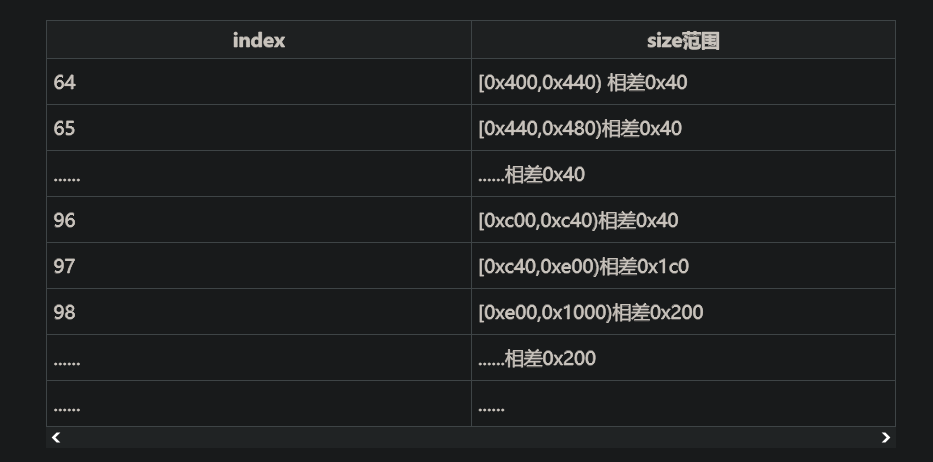 index size范围
64 [0x400,0x440) 相差0x40
65 [0x440,0x480)相差0x40
...... ......相差0x40
96 [0xc00,0xc40)相差0x40
97 [0xc40,0xe00)相差0x1c0
98 [0xe00,0x1000)相差0x200
...... ......相差0x200
...... ......